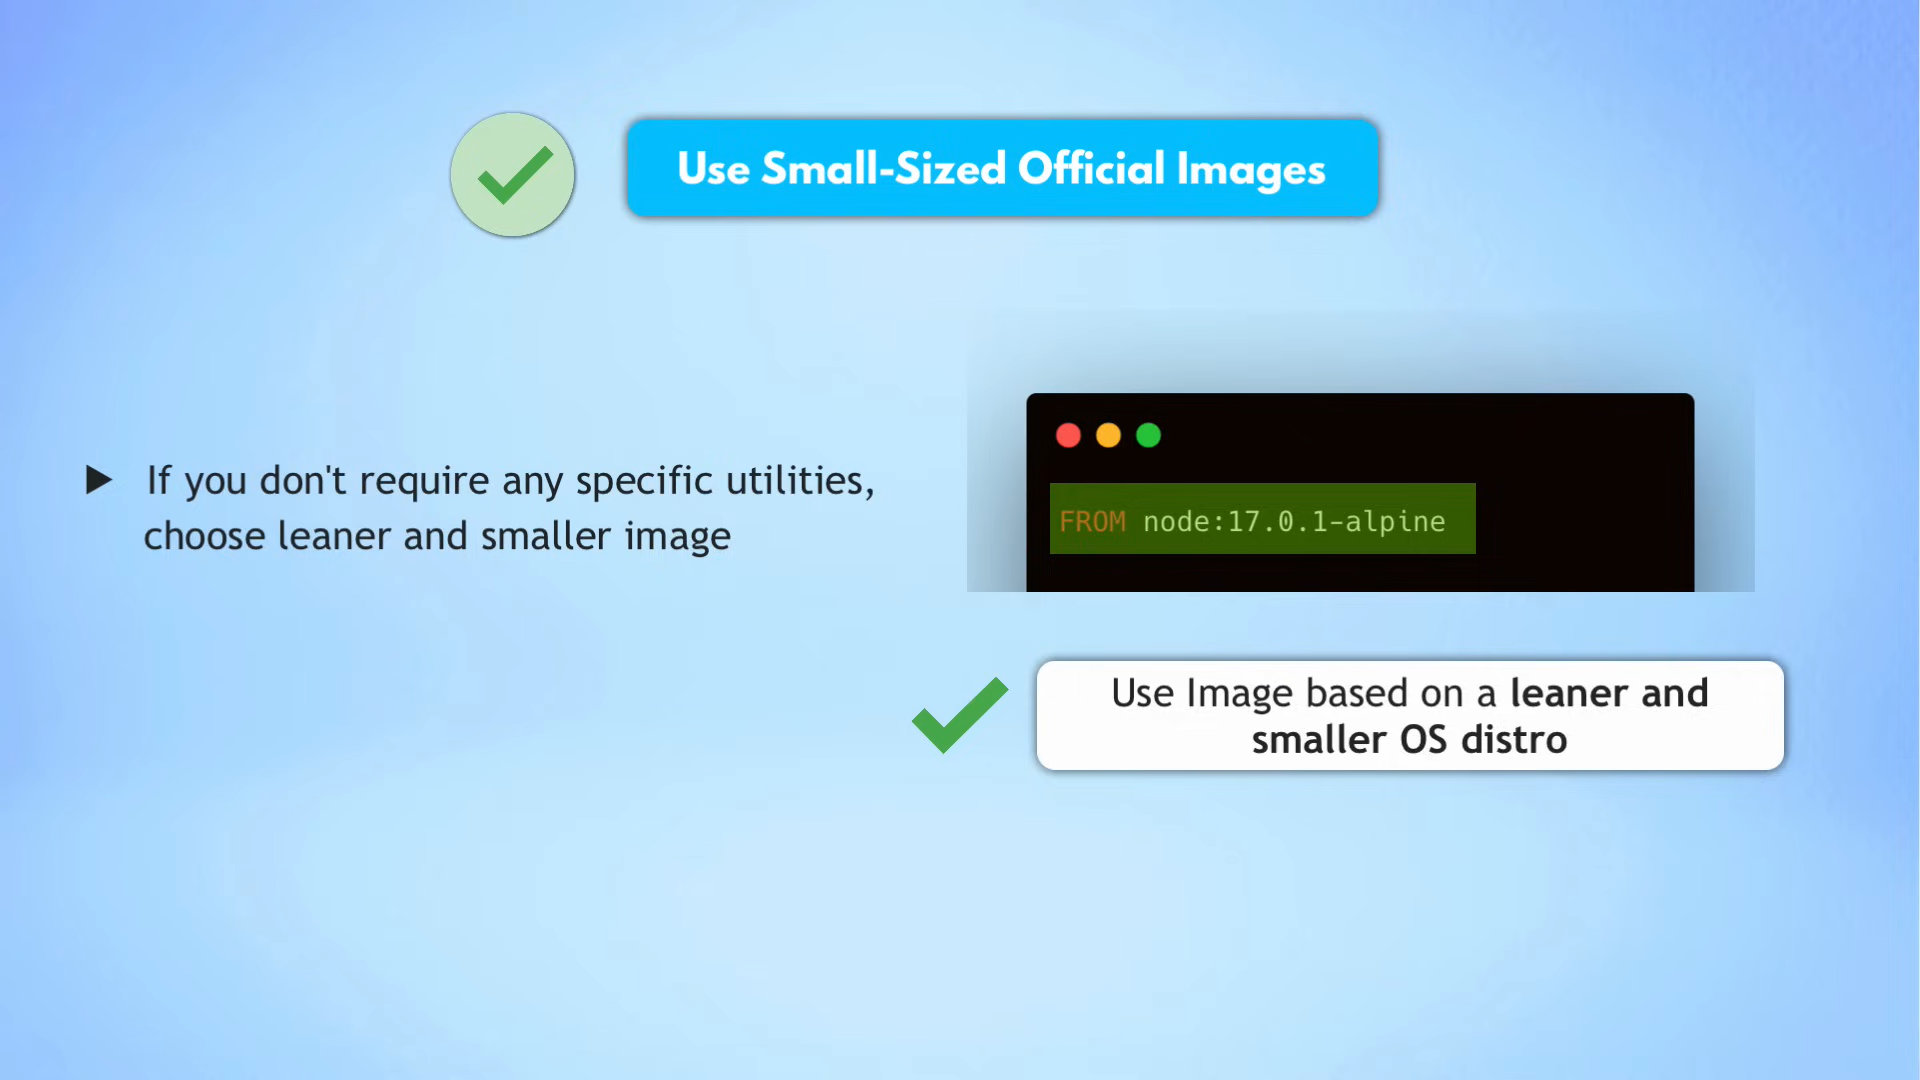 Use Small-Sized Official Images
If you don't require any specific utilities,
choose leaner and smaller image
FROM node:17.0.1-alpine
Use Image based on a leaner and
smaller OS distro